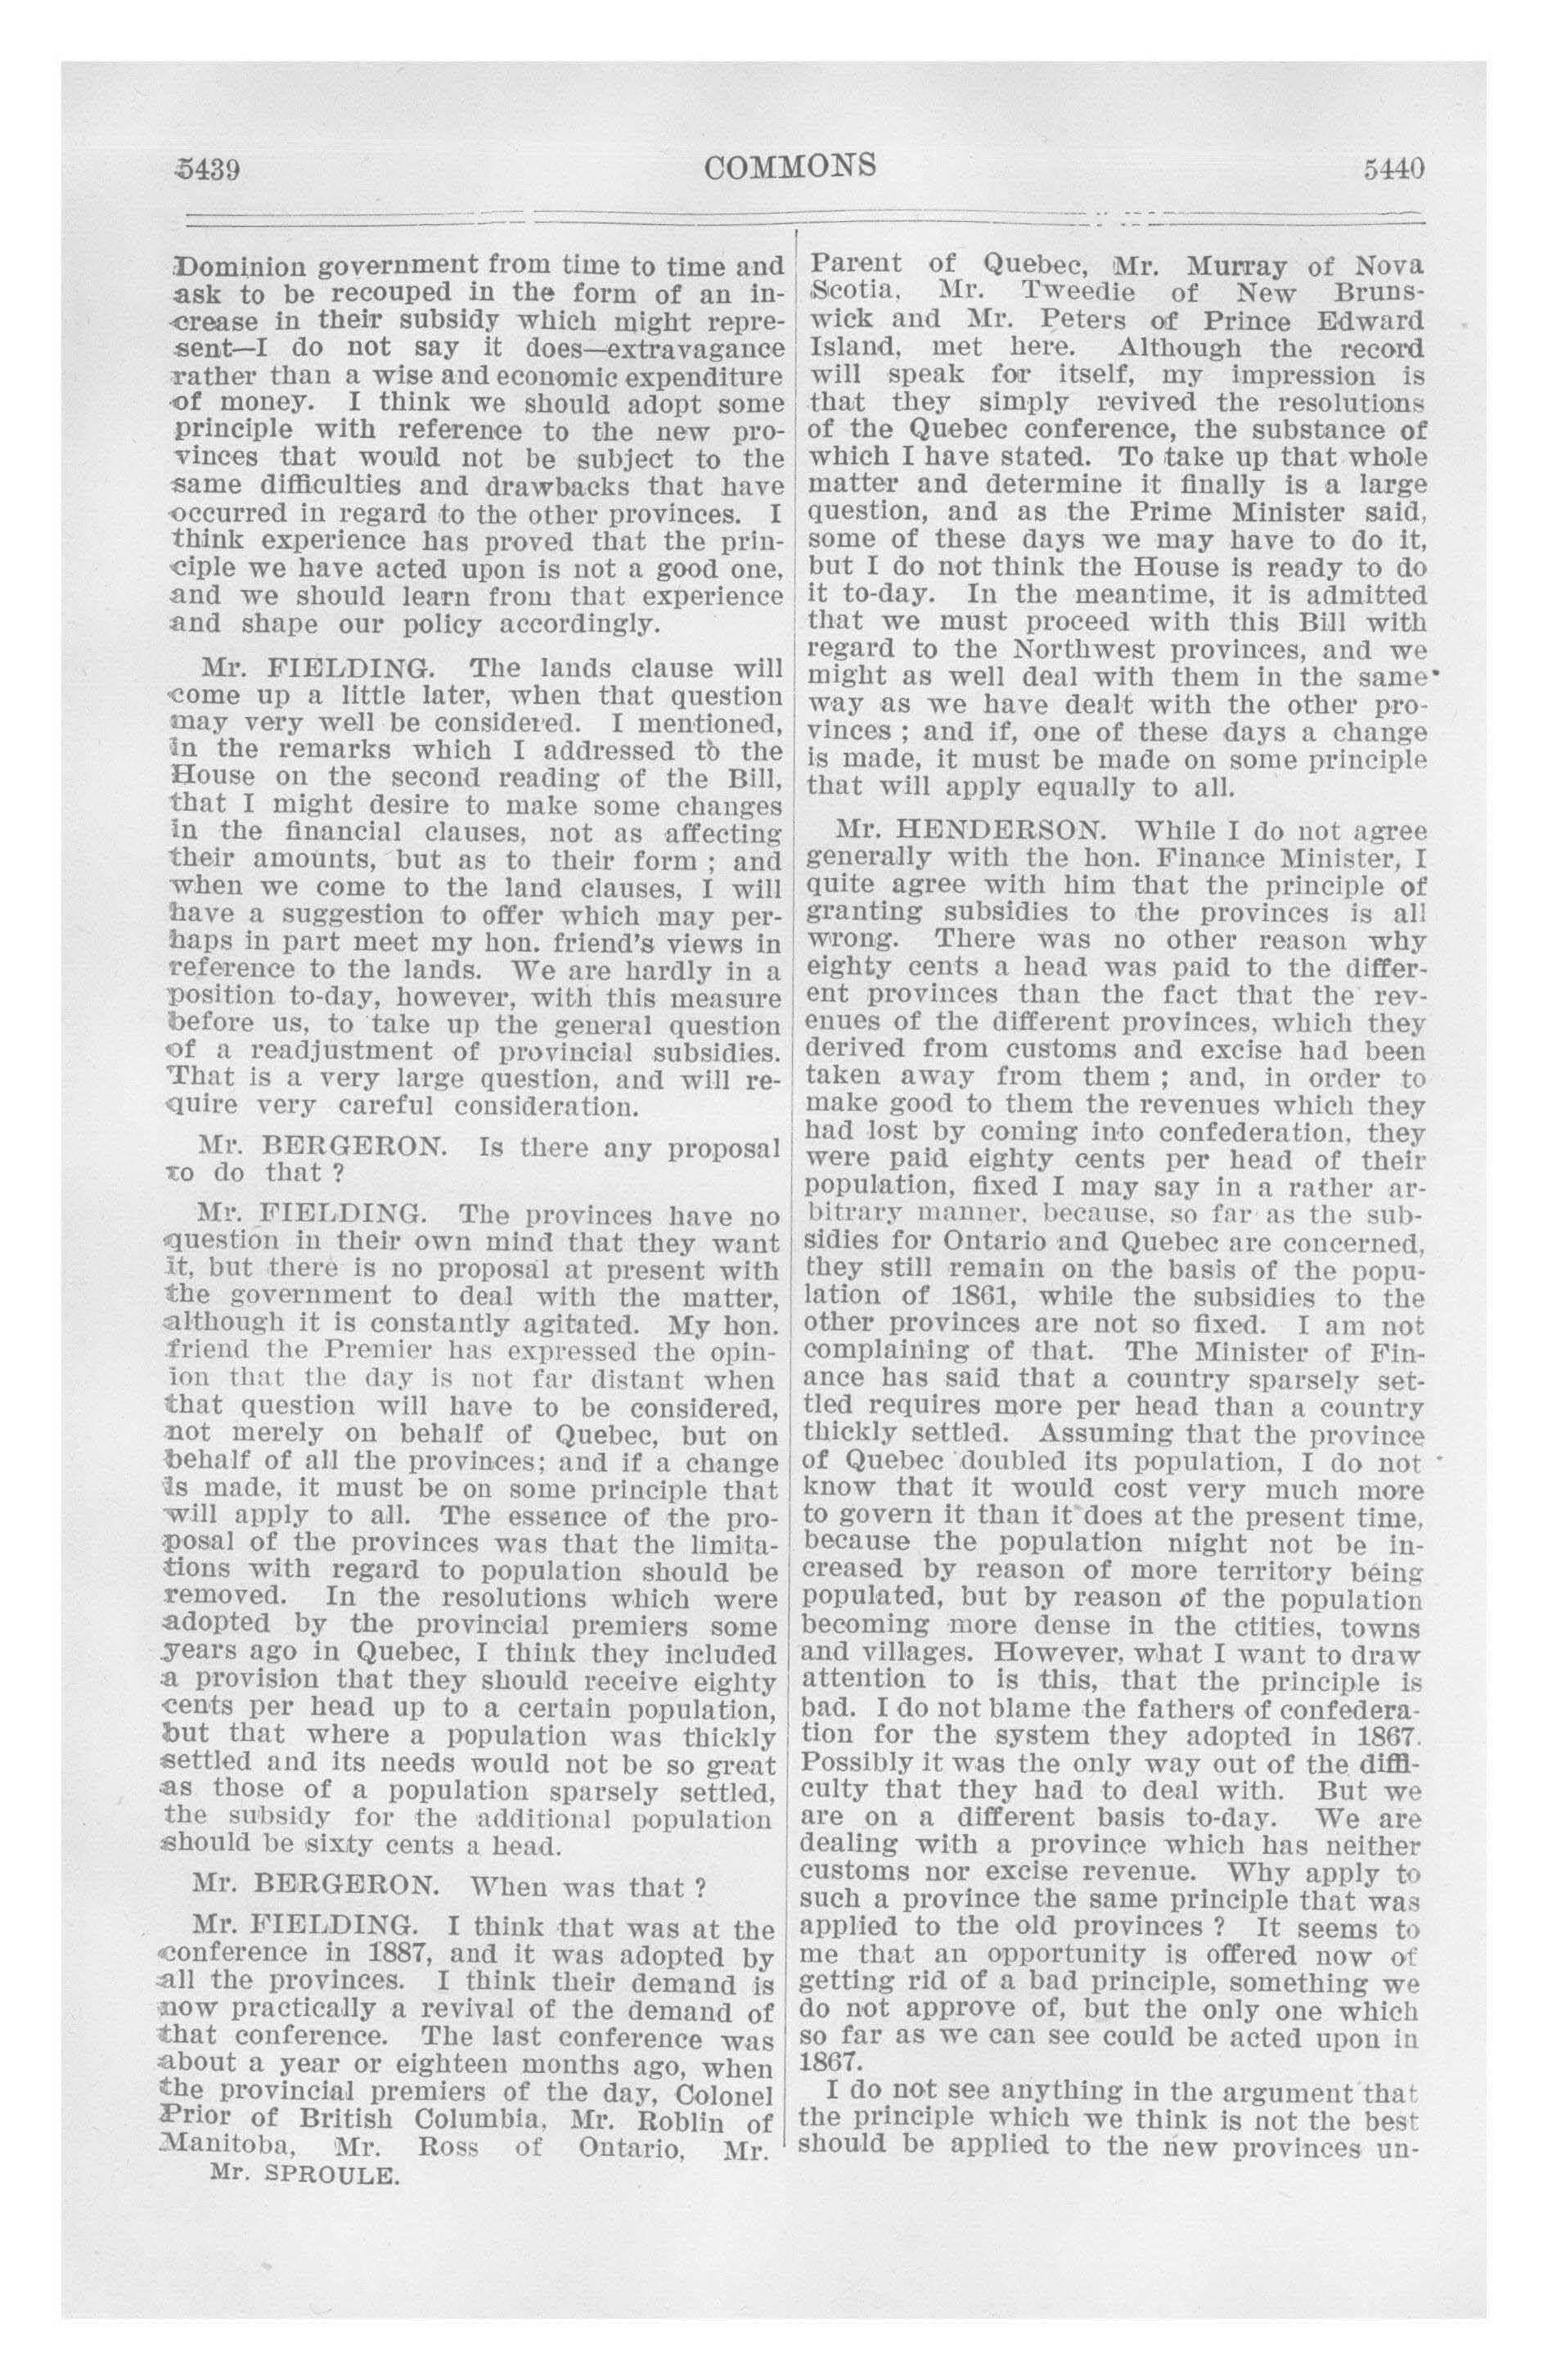 5439
COMMONS
5440
Dominion government from time to time and
ask to be recouped in the form of an in-
crease in their subsidy which might repre-
sent—I do not say it does—extravagance
rather than a wise and economic expenditure
of money. I think we should adopt some
principle with reference to the new pro-
vinces that would not be subject to the
same difficulties and drawbacks that have
occurred in regard to the other provinces. I
think experience has proved that the prin-
ciple we have acted upon is not a good one,
and we should learn from that experience
and shape our policy accordingly.
Mr. FIELDING. The lands clause will
come up a little later, when that question
may very well be considered. I mentioned,
in the remarks which I addressed to the
House on the second reading of the Bill,
that I might desire to make some changes
in the financial clauses, not as affecting
their amounts, but as to their form ; and
when we come to the land clauses, I will
have a suggestion to offer which may per-
haps in part meet my hon. friend's views in
reference to the lands. We are hardly in a
position to-day, however, with this measure
before us, to take up the general question
of a readjustment of provincial subsidies.
That is a very large question, and will re-
quire very careful consideration.
Mr. BERGERON. Is there any proposal
to do that ?
Mr. FIELDING. The provinces have no
question in their own mind that they want
it, but there is no proposal at present with
the government to deal with the matter,
although it is constantly agitated. My hon.
friend the Premier has expressed the opin-
ion that the day is not far distant when
that question will have to be considered,
not merely on behalf of Quebec, but on
behalf of all the provinces; and if a change
is made, it must be on some principle that
will apply to all. The essence of the pro-
posal of the provinces was that the limita-
tions with regard to population should be
removed. In the resolutions which were
adopted by the provincial premiers some
years ago in Quebec, I think they included
a provision that they should receive eighty
cents per head up to a certain population,
but that where a population was thickly
settled and its needs would not be so great
as those of a population sparsely settled,
the subsidy for the additional population
should be sixty cents a head.
Mr. BERGERON. When was that ?
Mr. FIELDING. I think that was at the
conference in 1887, and it was adopted by
all the provinces. I think their demand is
now practically a revival of the demand of
that conference. The last conference was
about a year or eighteen months ago, when
the provincial premiers of the day, Colonel
Prior of British Columbia, Mr. Roblin of
Manitoba, Mr. Ross of Ontario, Mr.
Mr. SPROULE.
Parent of Quebec, Mr. Murray of Nova
Scotia, Mr. Tweedie of New Bruns-
wick and Mr. Peters of Prince Edward
Island, met here. Although the record
will speak for itself, my impression is
that they simply revived the resolutions
of the Quebec conference, the substance of
which I have stated. To take up that whole
matter and determine it finally is a large
question, and as the Prime Minister said,
some of these days we may have to do it,
but I do not think the House is ready to do
it to-day. In the meantime, it is admitted
that we must proceed with this Bill with
regard to the Northwest provinces, and we
might as well deal with them in the same
way as we have dealt with the other pro-
vinces ; and if, one of these days a change
is made, it must be made on some principle
that will apply equally to all.
Mr. HENDERSON. While I do not agree
generally with the hon. Finance Minister, I
quite agree with him that the principle of
granting subsidies to the provinces is all
wrong. There was no other reason why
eighty cents a head was paid to the differ-
ent provinces than the fact that the rev-
enues of the different provinces, which they
derived from customs and excise had been
taken away from them ; and, in order to
make good to them the revenues which they
had lost by coming into confederation, they
were paid eighty cents per head of their
population, fixed I may say in a rather ar-
bitrary manner, because, so far as the sub-
sidies for Ontario and Quebec are concerned,
they still remain on the basis of the popu-
lation of 1861, while the subsidies to the
other provinces are not so fixed. I am not
complaining of that. The Minister of Fin-
ance has said that a country sparsely set-
tled requires more per head than a country
thickly settled. Assuming that the province
of Quebec doubled its population, I do not
know that it would cost very much more
to govern it than it does at the present time,
because the population might not be in-
creased by reason of more territory being
populated, but by reason of the population
becoming more dense in the ctities, towns
and villages. However, what I want to draw
attention to is this, that the principle is
bad. I do not blame the fathers of confedera-
tion for the system they adopted in 1867.
Possibly it was the only way out of the diffi-
culty that they had to deal with. But we
are on a different basis to-day. We are
dealing with a province which has neither
customs nor excise revenue. Why apply to
such a province the same principle that was
applied to the old provinces ? It seems to
me that an opportunity is offered now of
getting rid of a bad principle, something we
do not approve of, but the only one which
so far as we can see could be acted upon in
1867.
I do not see anything in the argument that
the principle which we think is not the best
should be applied to the new provinces un-